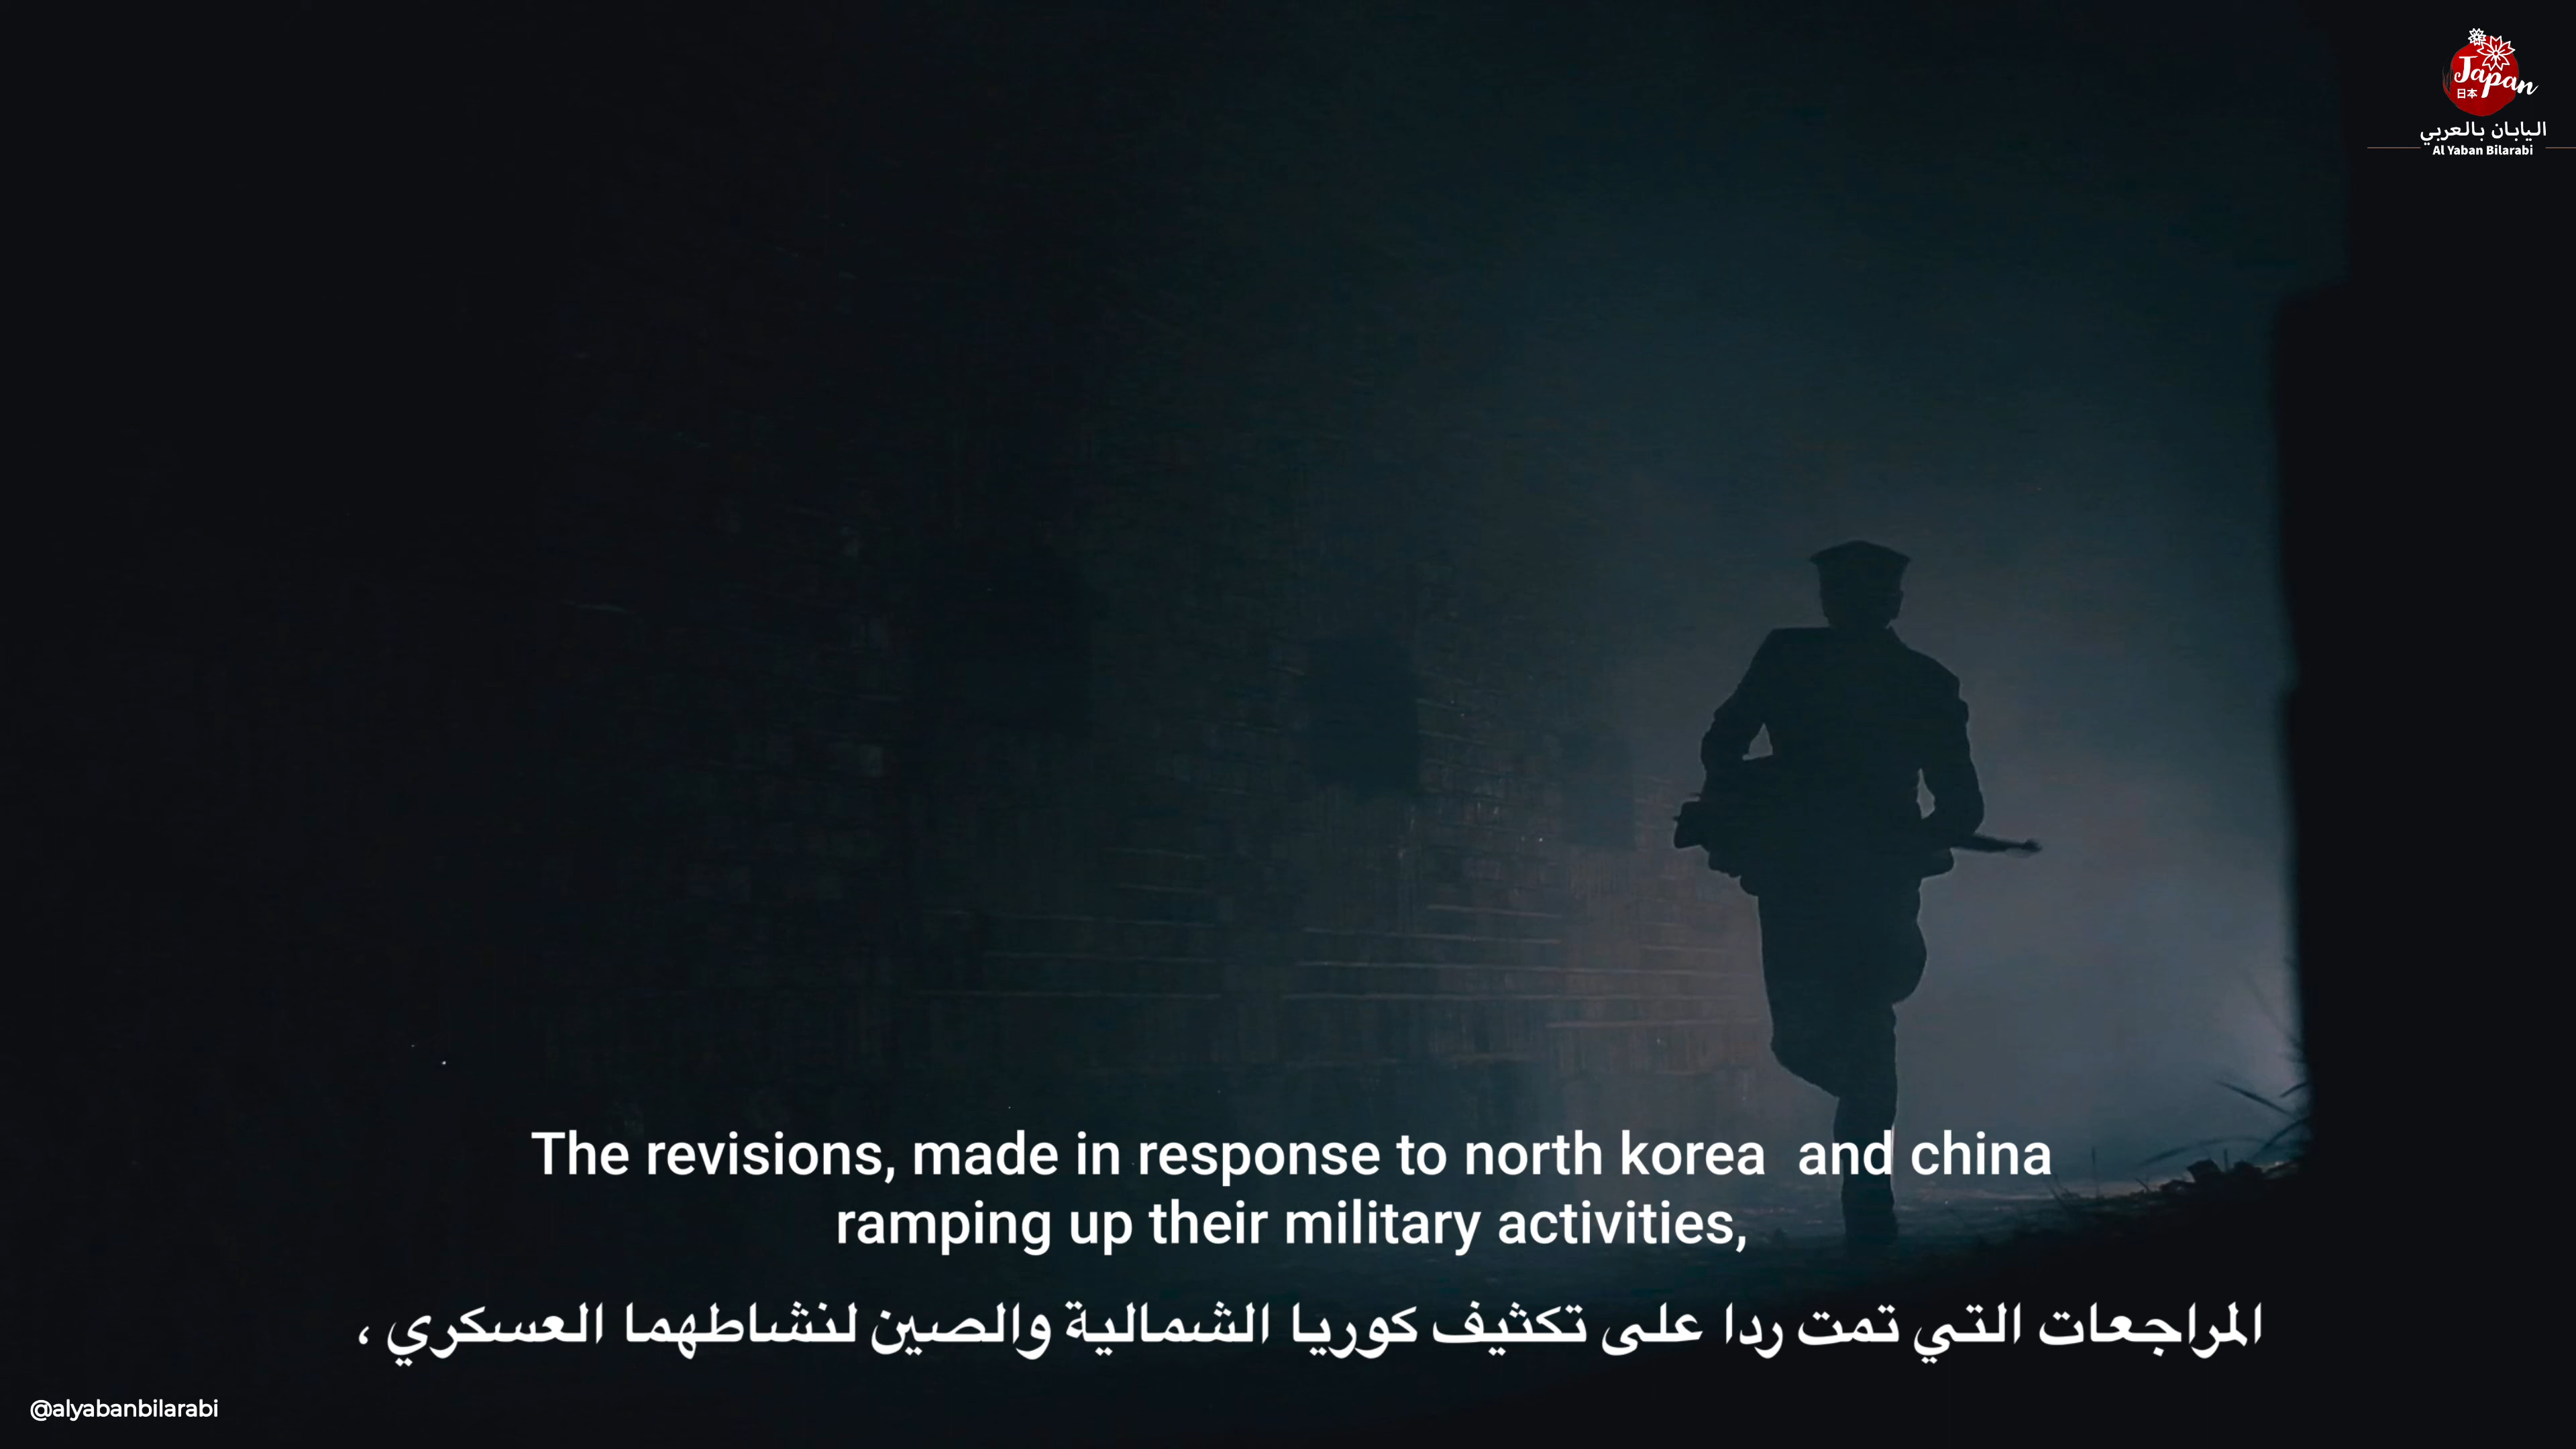 Japan
日本
اليابان بالعربي
Al Yaban Bilarabi
The revisions, made in response to north korea  and china
ramping up their military activities,
المراجعات التي تمت ردا على تكثيف كوريا الشمالية والصين لنشاطهما العسكري ،
@alyabanbilarabi